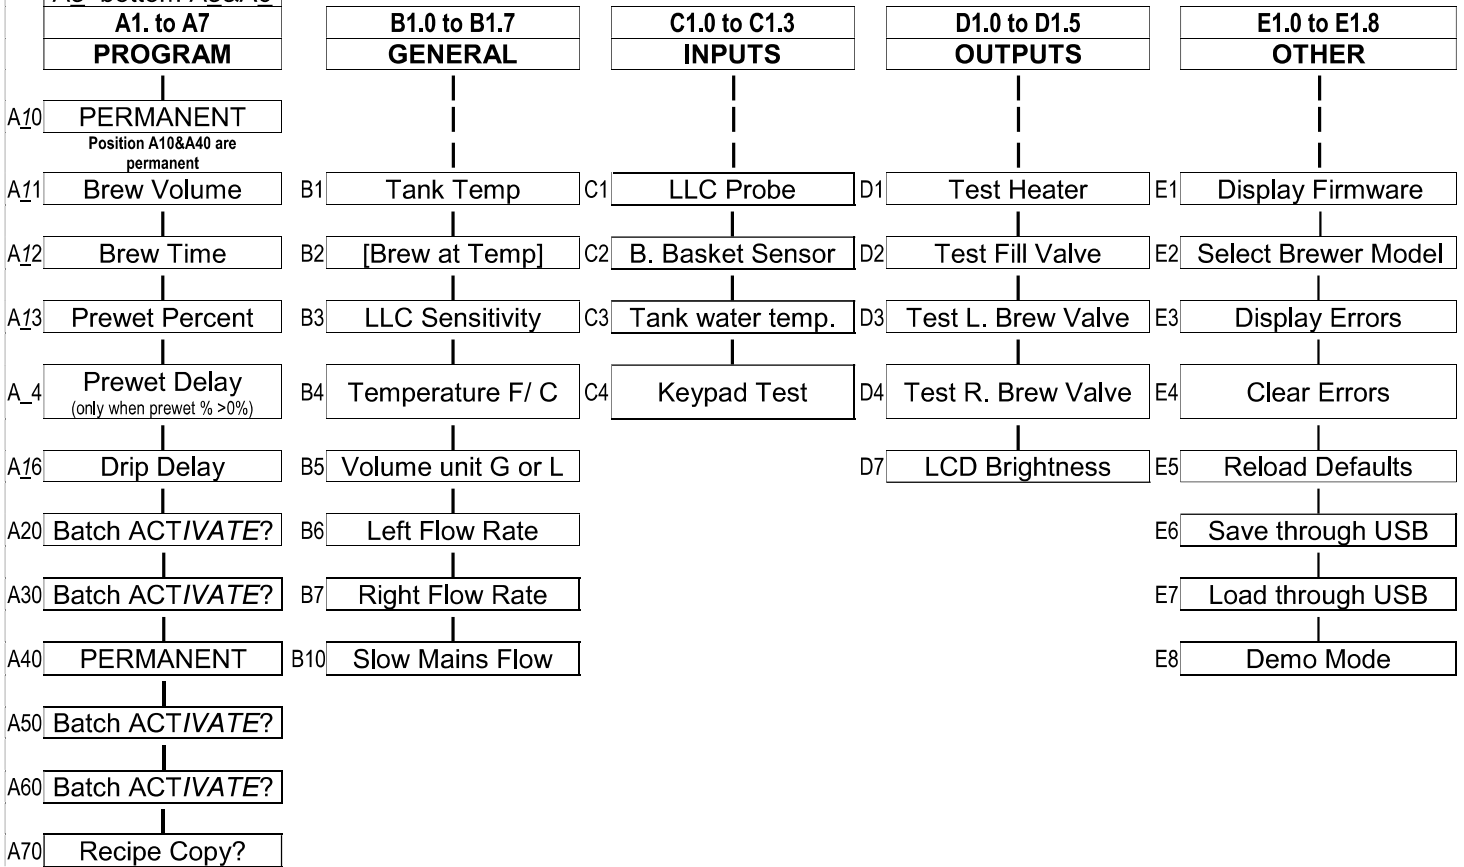 A1. to A7
PROGRAM
A10 PERMANENT
Position A10&A40 are
permanent
A11 Brew Volume
A12 Brew Time
A13 Prewet Percent
A_4 Prewet Delay
(only when prewet % >0%)
A16 Drip Delay
A20 Batch ACTIVATE?
A30 Batch ACTIVATE?
A40 PERMANENT
A50 Batch ACTIVATE?
A60 Batch ACTIVATE?
A70 Recipe Copy?
B1.0 to B1.7
GENERAL
B1 Tank Temp
B2 [Brew at Temp]
B3 LLC Sensitivity
B4 Temperature F/ C
B5 Volume unit G or L
B6 Left Flow Rate
B7 Right Flow Rate
B10 Slow Mains Flow
C1.0 to C1.3
INPUTS
C1 LLC Probe
C2 B. Basket Sensor
C3 Tank water temp.
C4 Keypad Test
D1.0 to D1.5
OUTPUTS
D1 Test Heater
D2 Test Fill Valve
D3 Test L. Brew Valve
D4 Test R. Brew Valve
D7 LCD Brightness
E1.0 to E1.8
OTHER
E1 Display Firmware
E2 Select Brewer Model
E3 Display Errors
E4 Clear Errors
E5 Reload Defaults
E6 Save through USB
E7 Load through USB
E8 Demo Mode